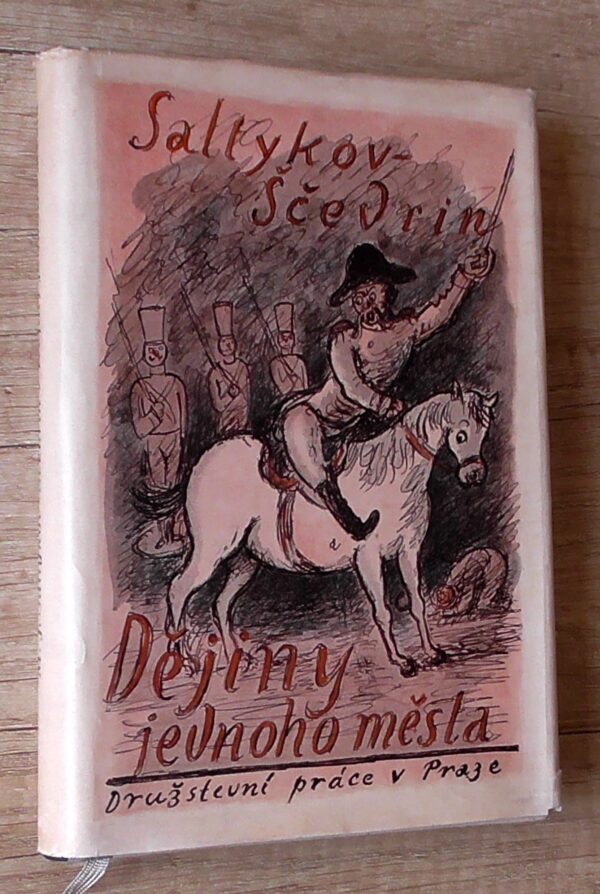 Saltykov-
Ščedrin
Dějiny
jednoho města
Družstevní práce v Praze